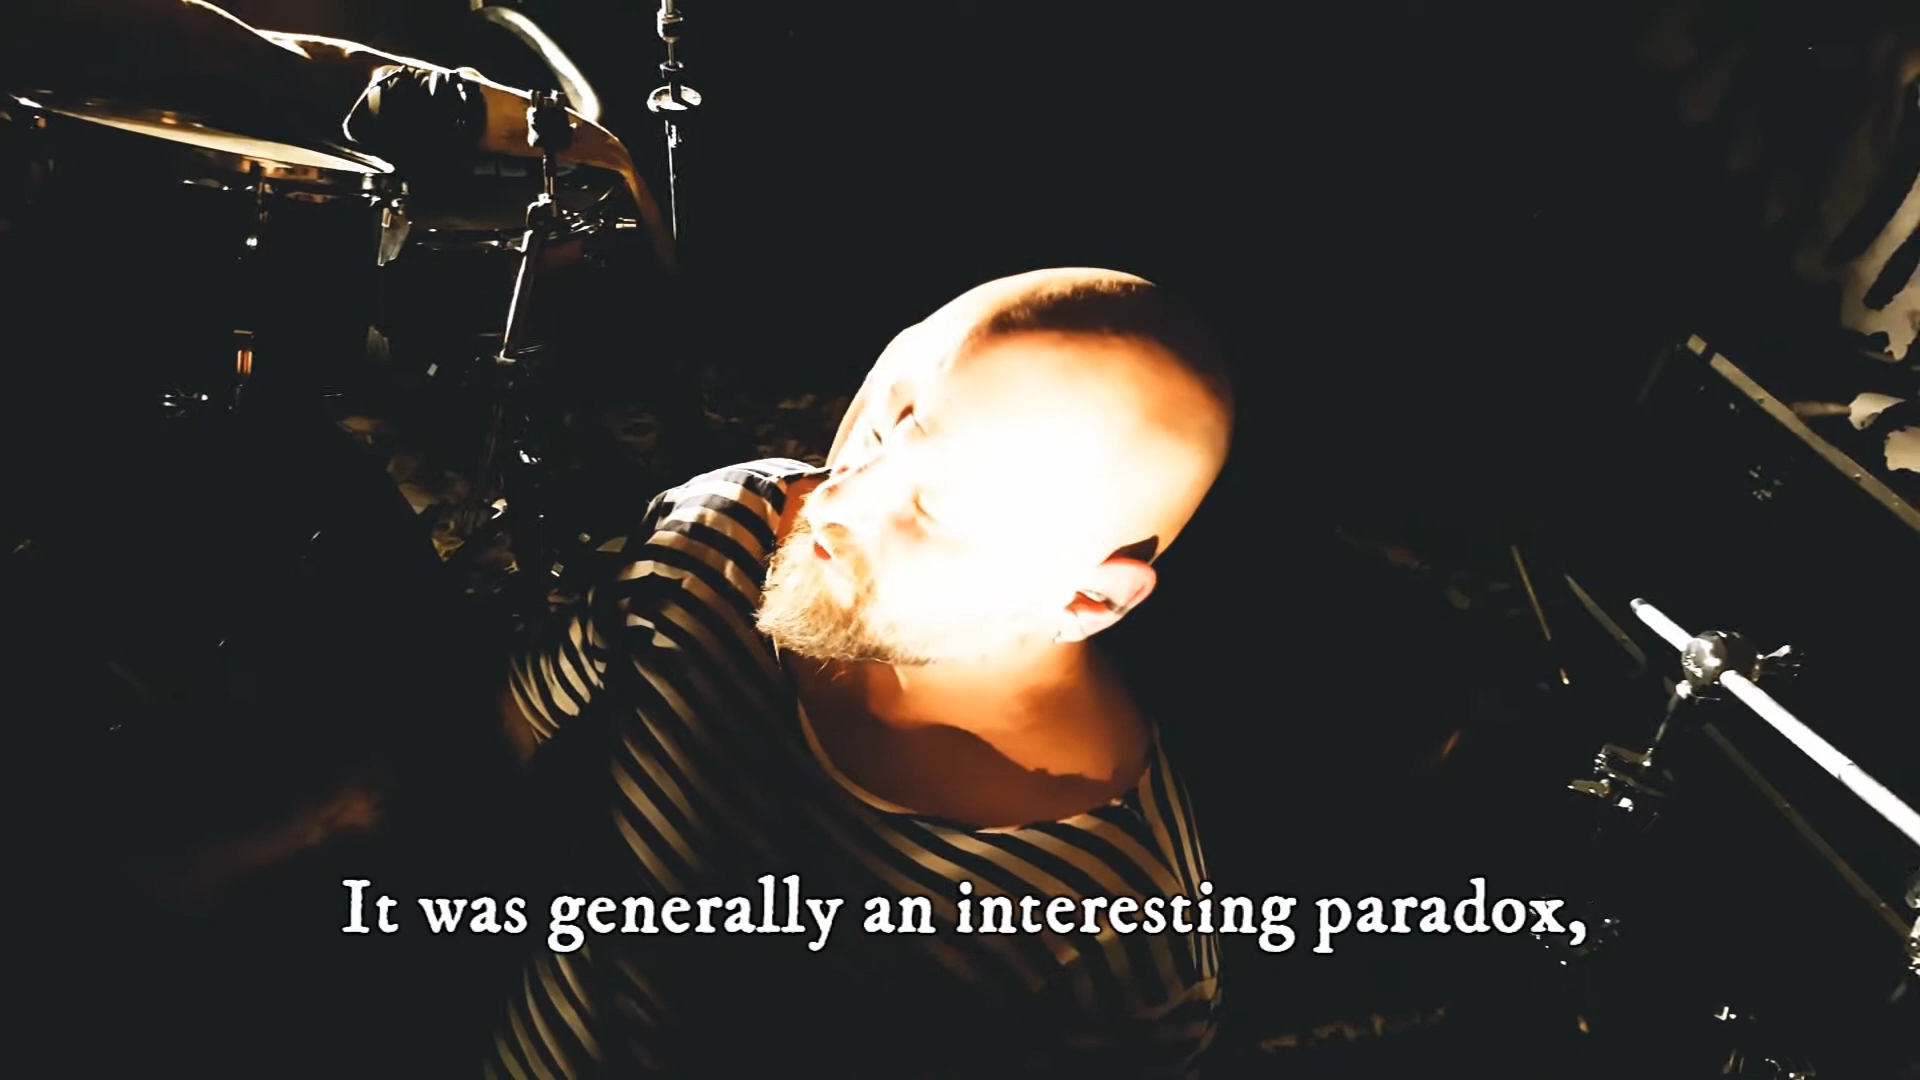 It was generally an interesting paradox,